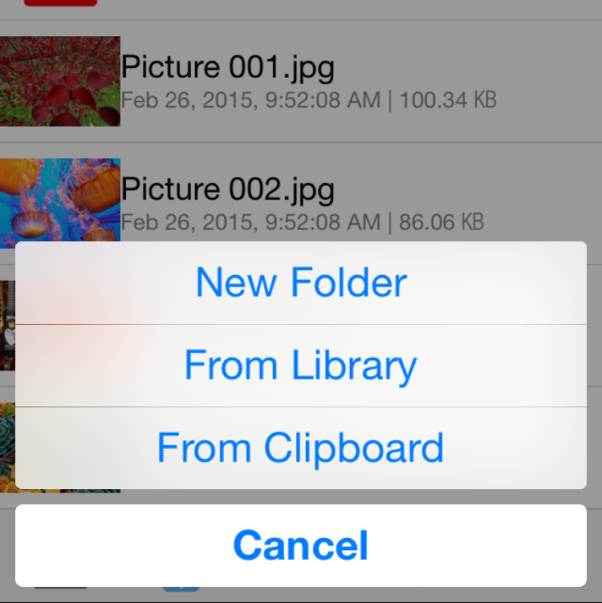 Picture 001.jpg
Feb 26, 2015, 9:52:08 AM | 100.34 KB
Picture 002.jpg
Feb 26, 2015, 9:52:08 AM | 86.06 KB
New Folder
From Library
From Clipboard
Cancel